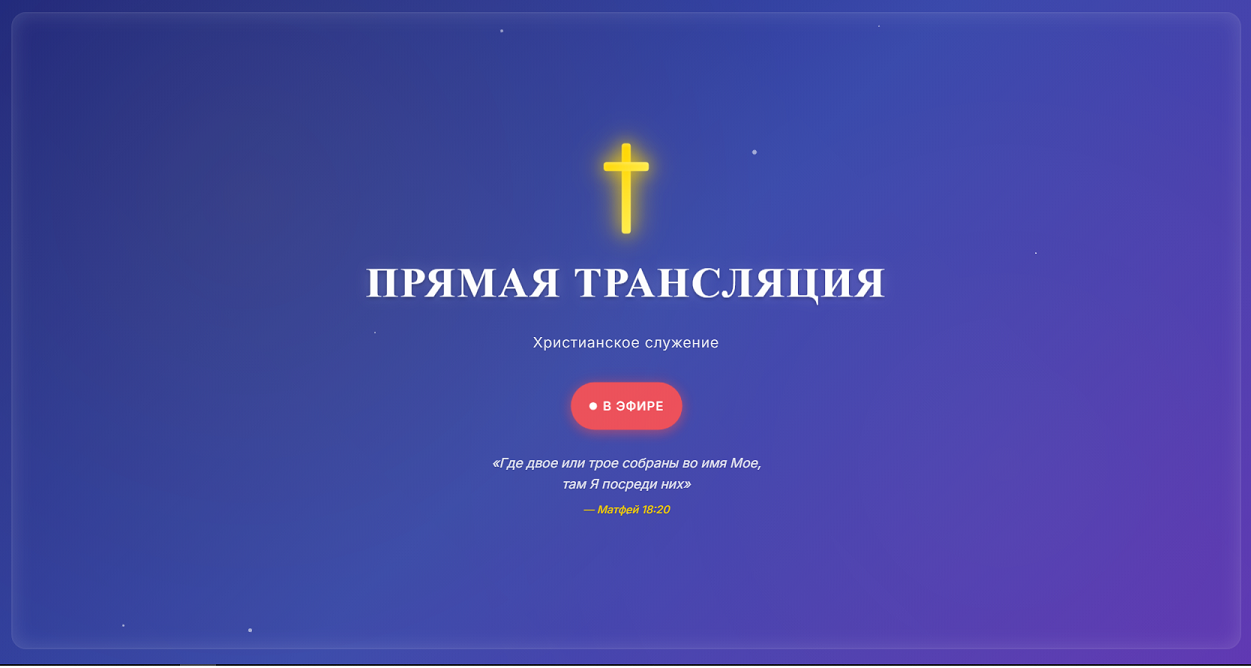 ПРЯМАЯ ТРАНСЛЯЦИЯ
Христианское служение
В ЭФИРЕ
«Где двое или трое собраны во имя Мое,
там Я посреди них»
— Матфей 18:20